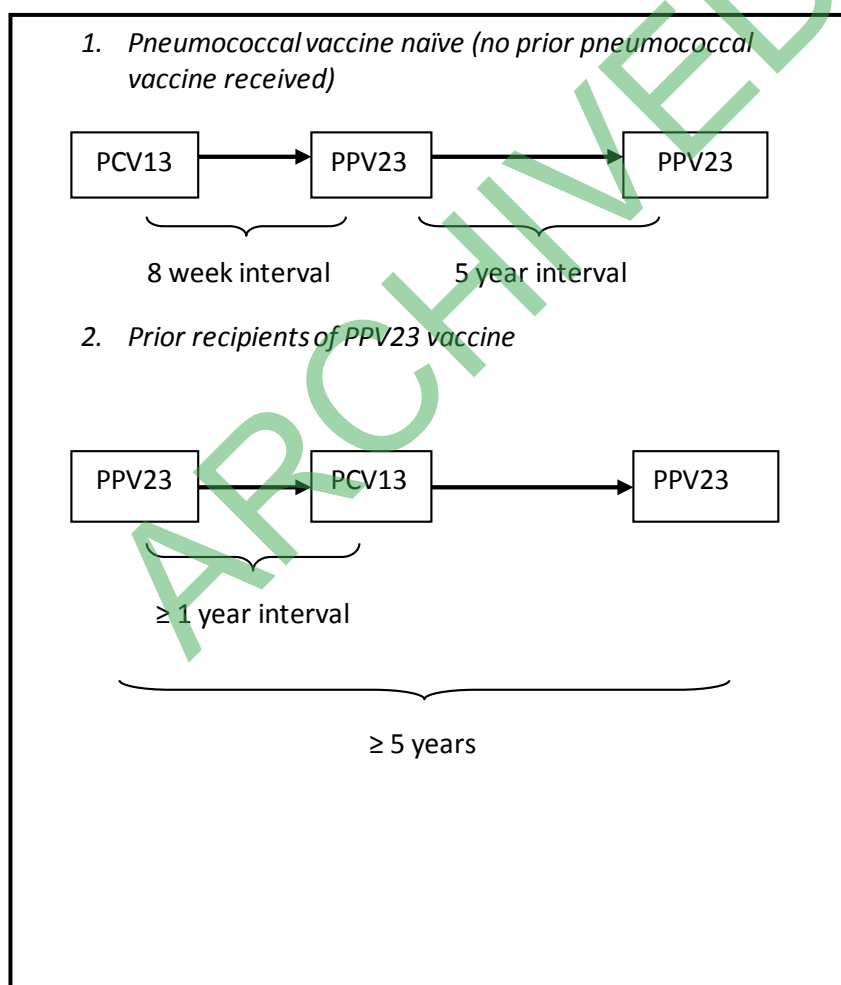 1. Pneumococcal vaccine naïve (no prior pneumococcal
vaccine received)
PCV13 PPV23 PPV23
8 week interval 5 year interval
2. Prior recipients of PPV23 vaccine
PPV23 PCV13 PPV23
≥ 1 year interval
≥ 5 years
ARCHIVED